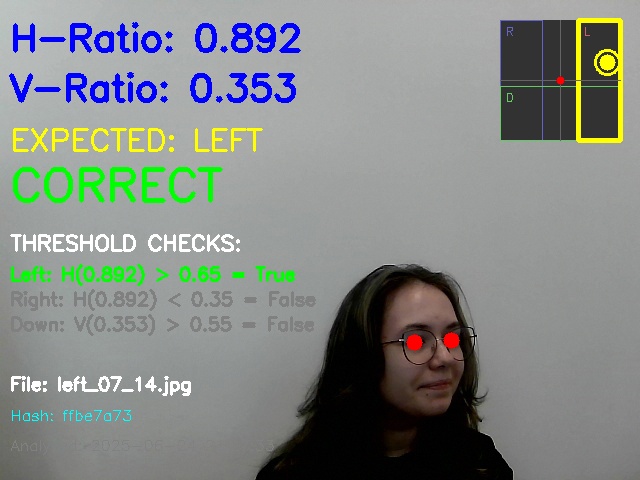 H-Ratio: 0.892
V-Ratio: 0.353
EXPECTED: LEFT
CORRECT
THRESHOLD CHECKS:
Left: H(0.892) > 0.65 = True
Right: H(0.892) < 0.35 = False
Down: V(0.353) > 0.55 = False
File: left_07_14.jpg
Hash: ffbe7a73
R
L
D